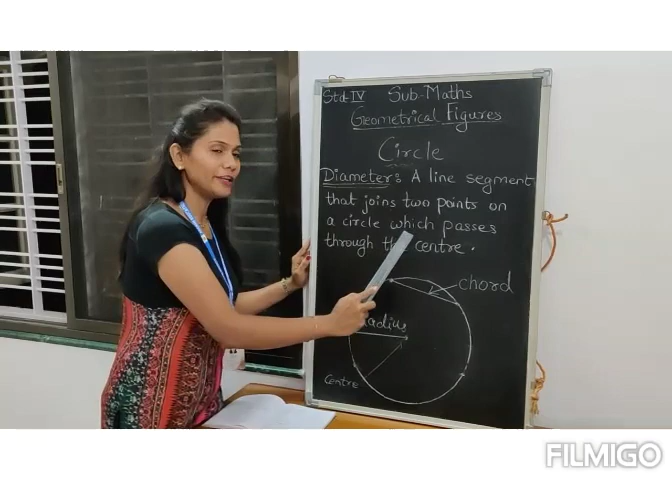 Std-IV Sub-Maths
Geometrical Figures
Circle
Diameter: A line segment
that joins two points on
a circle which passes
through the centre.
chord
radius
Centre
FILMIGO